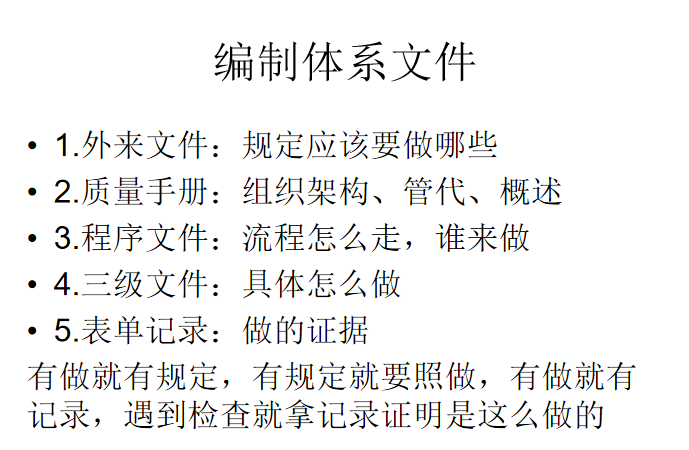 编制体系文件
• 1.外来文件：规定应该要做哪些
• 2.质量手册：组织架构、管代、概述
• 3.程序文件：流程怎么走，谁来做
• 4.三级文件：具体怎么做
• 5.表单记录：做的证据
有做就有规定，有规定就要照做，有做就有
记录，遇到检查就拿记录证明是这么做的